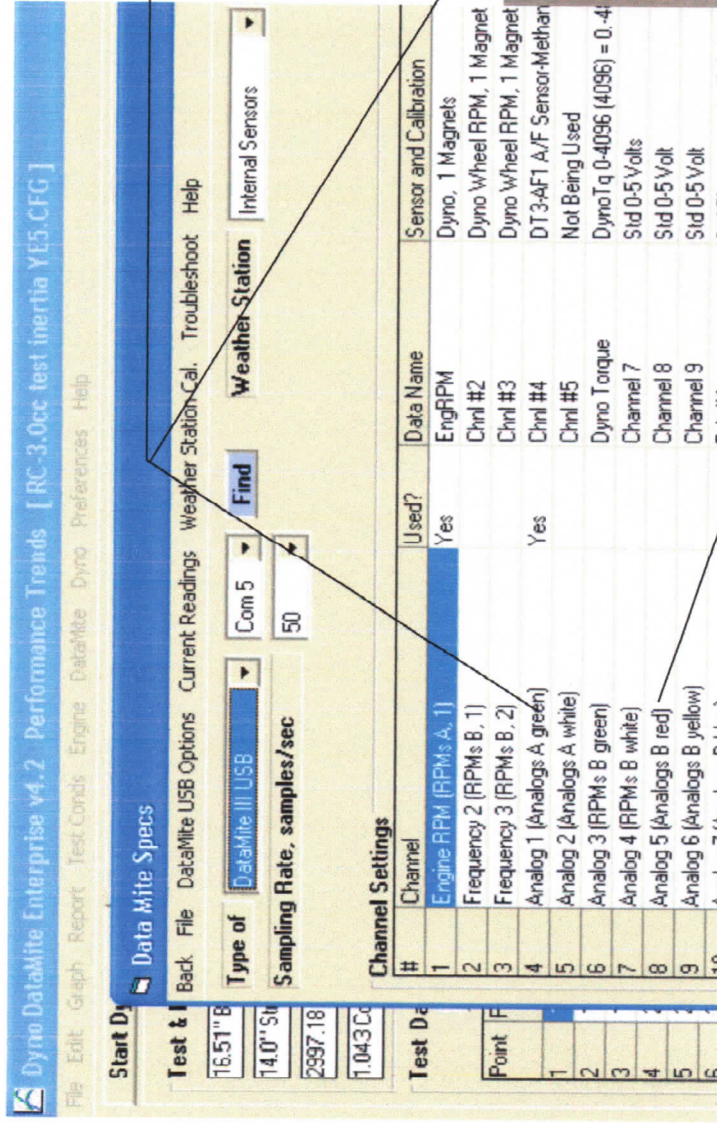 Dyno DataMite Enterprise v4.2 Performance Trends [ RC-3.0cc test inertia YE5.CFG ]
File Edit Graph Report Test Conds Engine DataMite Dyno Preferences Help
Start Dy
Data Mite Specs
Back File DataMite USB Options Current Readings Weather Station Cal. Troubleshoot Help
Test &
16.51" B
14.0" St
2997.18
1.043 Co
Type of DataMite III USB Com 5 Find Weather Station Internal Sensors
Sampling Rate, samples/sec 50
Channel Settings
# Channel Used? Data Name Sensor and Calibration
1 Engine RPM (RPMs A, 1) Yes EngRPM Dyno, 1 Magnets
2 Frequency 2 (RPMs B, 1) Chnl #2 Dyno Wheel RPM, 1 Magnet
3 Frequency 3 (RPMs B, 2) Chnl #3 Dyno Wheel RPM, 1 Magnet
4 Analog 1 (Analogs A green) Yes Chnl #4 DT3-AF1 A/F Sensor-Methan
5 Analog 2 (Analogs A white) Chnl #5 Not Being Used
6 Analog 3 (RPMs B green) Dyno Torque DynoTq 0-4096 (4096) = 0,-4
7 Analog 4 (RPMs B white) Channel 7 Std 0-5 Volts
8 Analog 5 (Analogs B red) Channel 8 Std 0-5 Volt
9 Analog 6 (Analogs B yellow) Channel 9 Std 0-5 Volt
10
Test Da
Point F
1
2
3
4
5
6